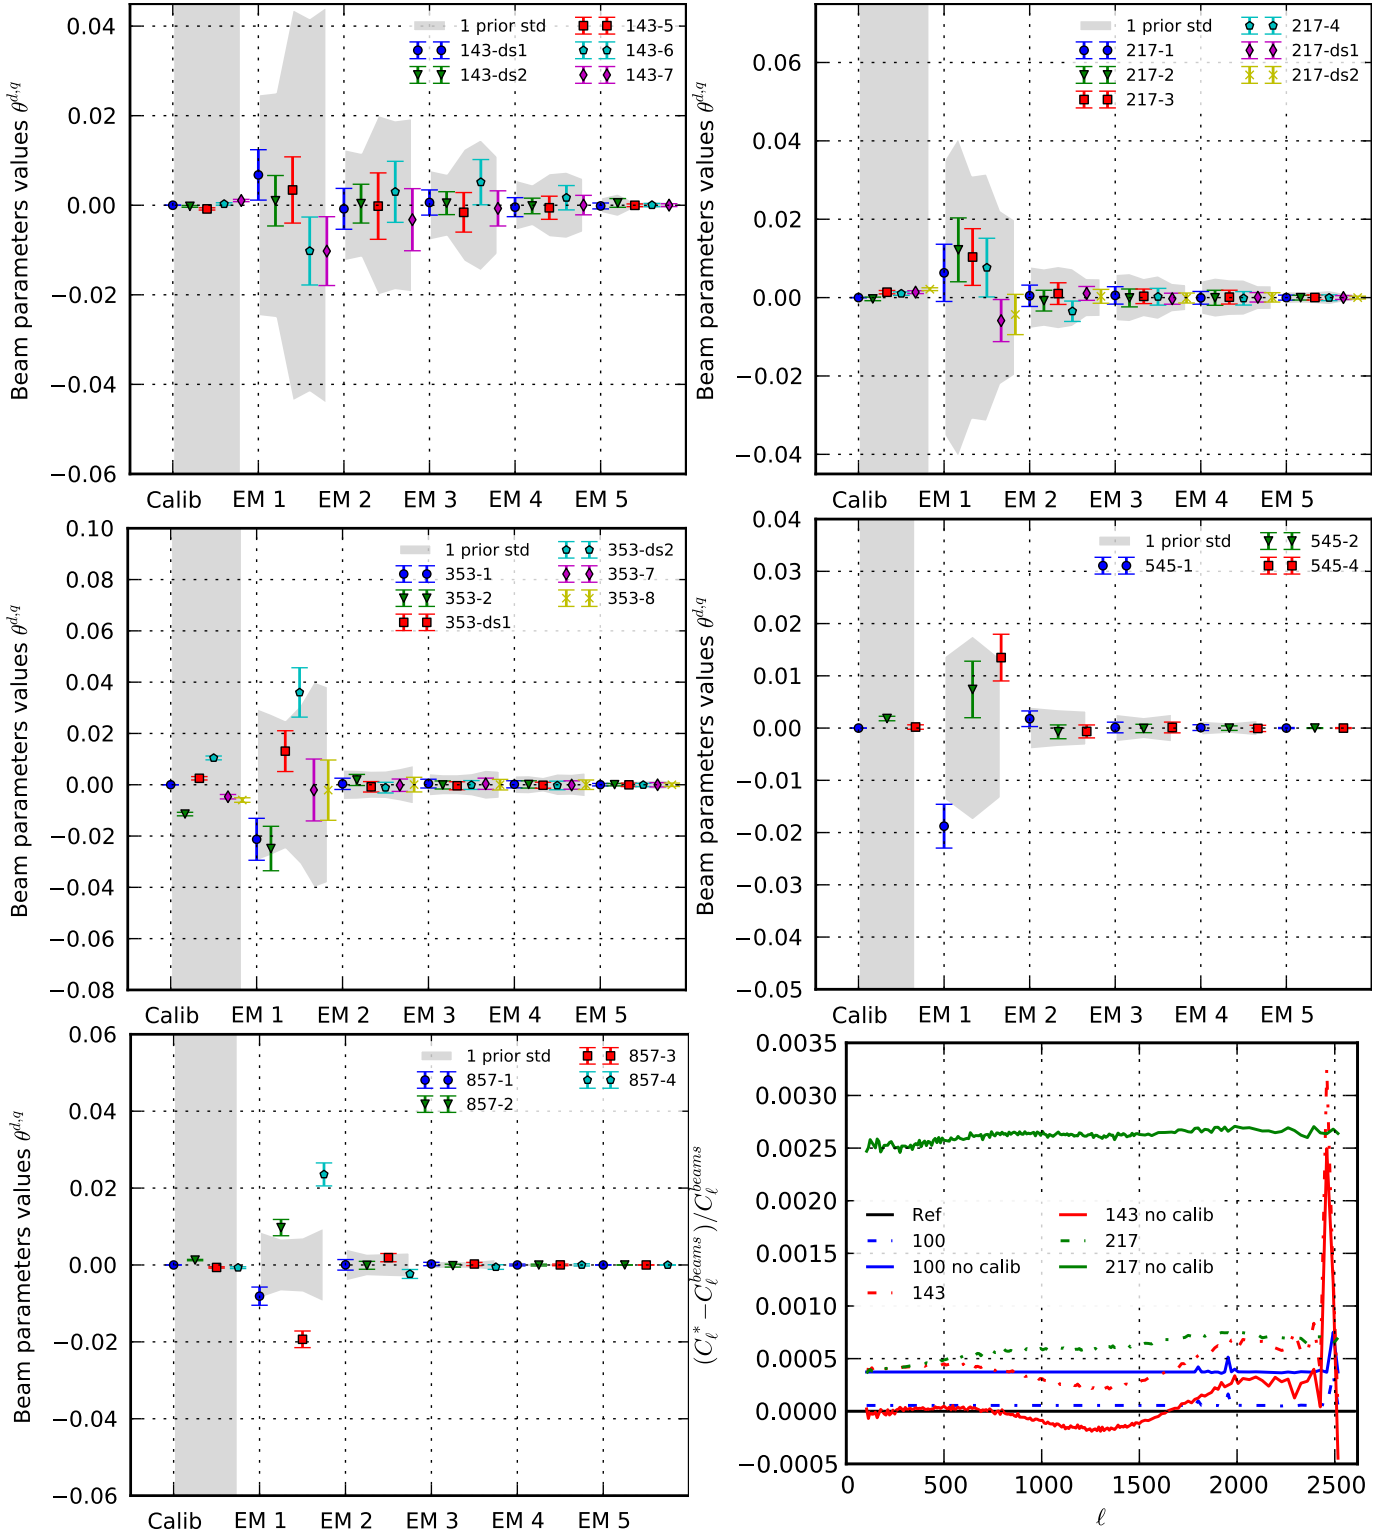 0.04
0.02
0.00
−0.02
−0.04
−0.06
Beam parameters values θ^{d,q}
1 prior std
143-ds1
143-ds2
143-5
143-6
143-7
Calib EM 1 EM 2 EM 3 EM 4 EM 5
0.06
0.04
0.02
0.00
−0.02
−0.04
Beam parameters values θ^{d,q}
1 prior std
217-1
217-2
217-3
217-4
217-ds1
217-ds2
Calib EM 1 EM 2 EM 3 EM 4 EM 5
0.10
0.08
0.06
0.04
0.02
0.00
−0.02
−0.04
−0.06
−0.08
Beam parameters values θ^{d,q}
1 prior std
353-1
353-2
353-ds1
353-ds2
353-7
353-8
Calib EM 1 EM 2 EM 3 EM 4 EM 5
0.04
0.03
0.02
0.01
0.00
−0.01
−0.02
−0.03
−0.04
−0.05
Beam parameters values θ^{d,q}
1 prior std
545-1
545-2
545-4
Calib EM 1 EM 2 EM 3 EM 4 EM 5
0.06
0.04
0.02
0.00
−0.02
−0.04
−0.06
Beam parameters values θ^{d,q}
1 prior std
857-1
857-2
857-3
857-4
Calib EM 1 EM 2 EM 3 EM 4 EM 5
0.0035
0.0030
0.0025
0.0020
0.0015
0.0010
0.0005
0.0000
−0.0005
(C_ℓ^* − C_ℓ^{beams})/C_ℓ^{beams}
Ref
100
100 no calib
143
143 no calib
217
217 no calib
0 500 1000 1500 2000 2500
ℓ